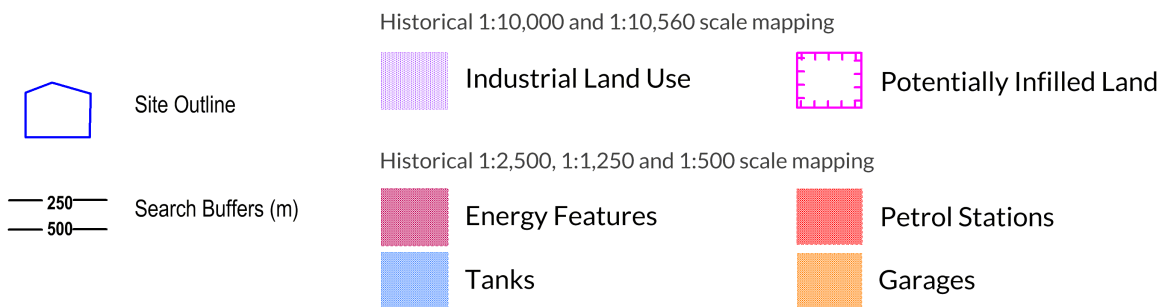 Historical 1:10,000 and 1:10,560 scale mapping
Site Outline
Industrial Land Use
Potentially Infilled Land
Historical 1:2,500, 1:1,250 and 1:500 scale mapping
250
500
Search Buffers (m)
Energy Features
Petrol Stations
Tanks
Garages